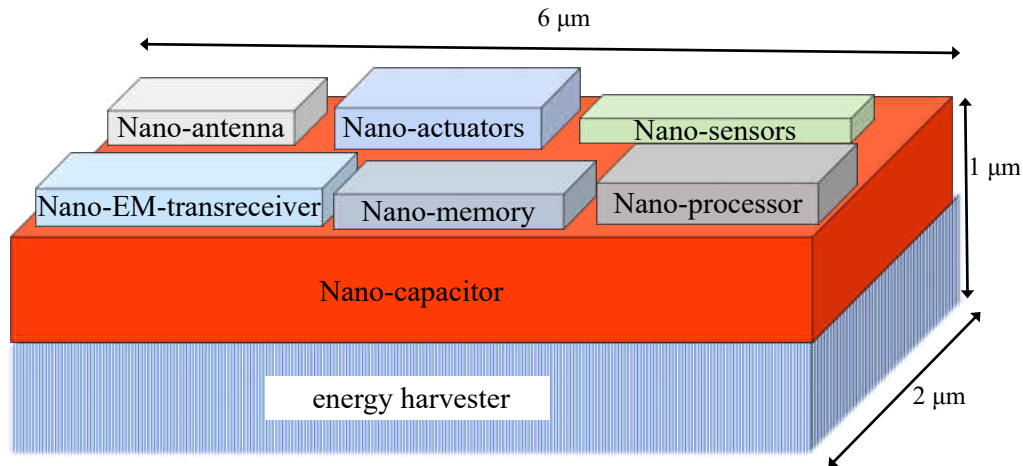 6 μm
Nano-antenna
Nano-actuators
Nano-sensors
1 μm
Nano-EM-transreceiver
Nano-memory
Nano-processor
Nano-capacitor
energy harvester
2 μm